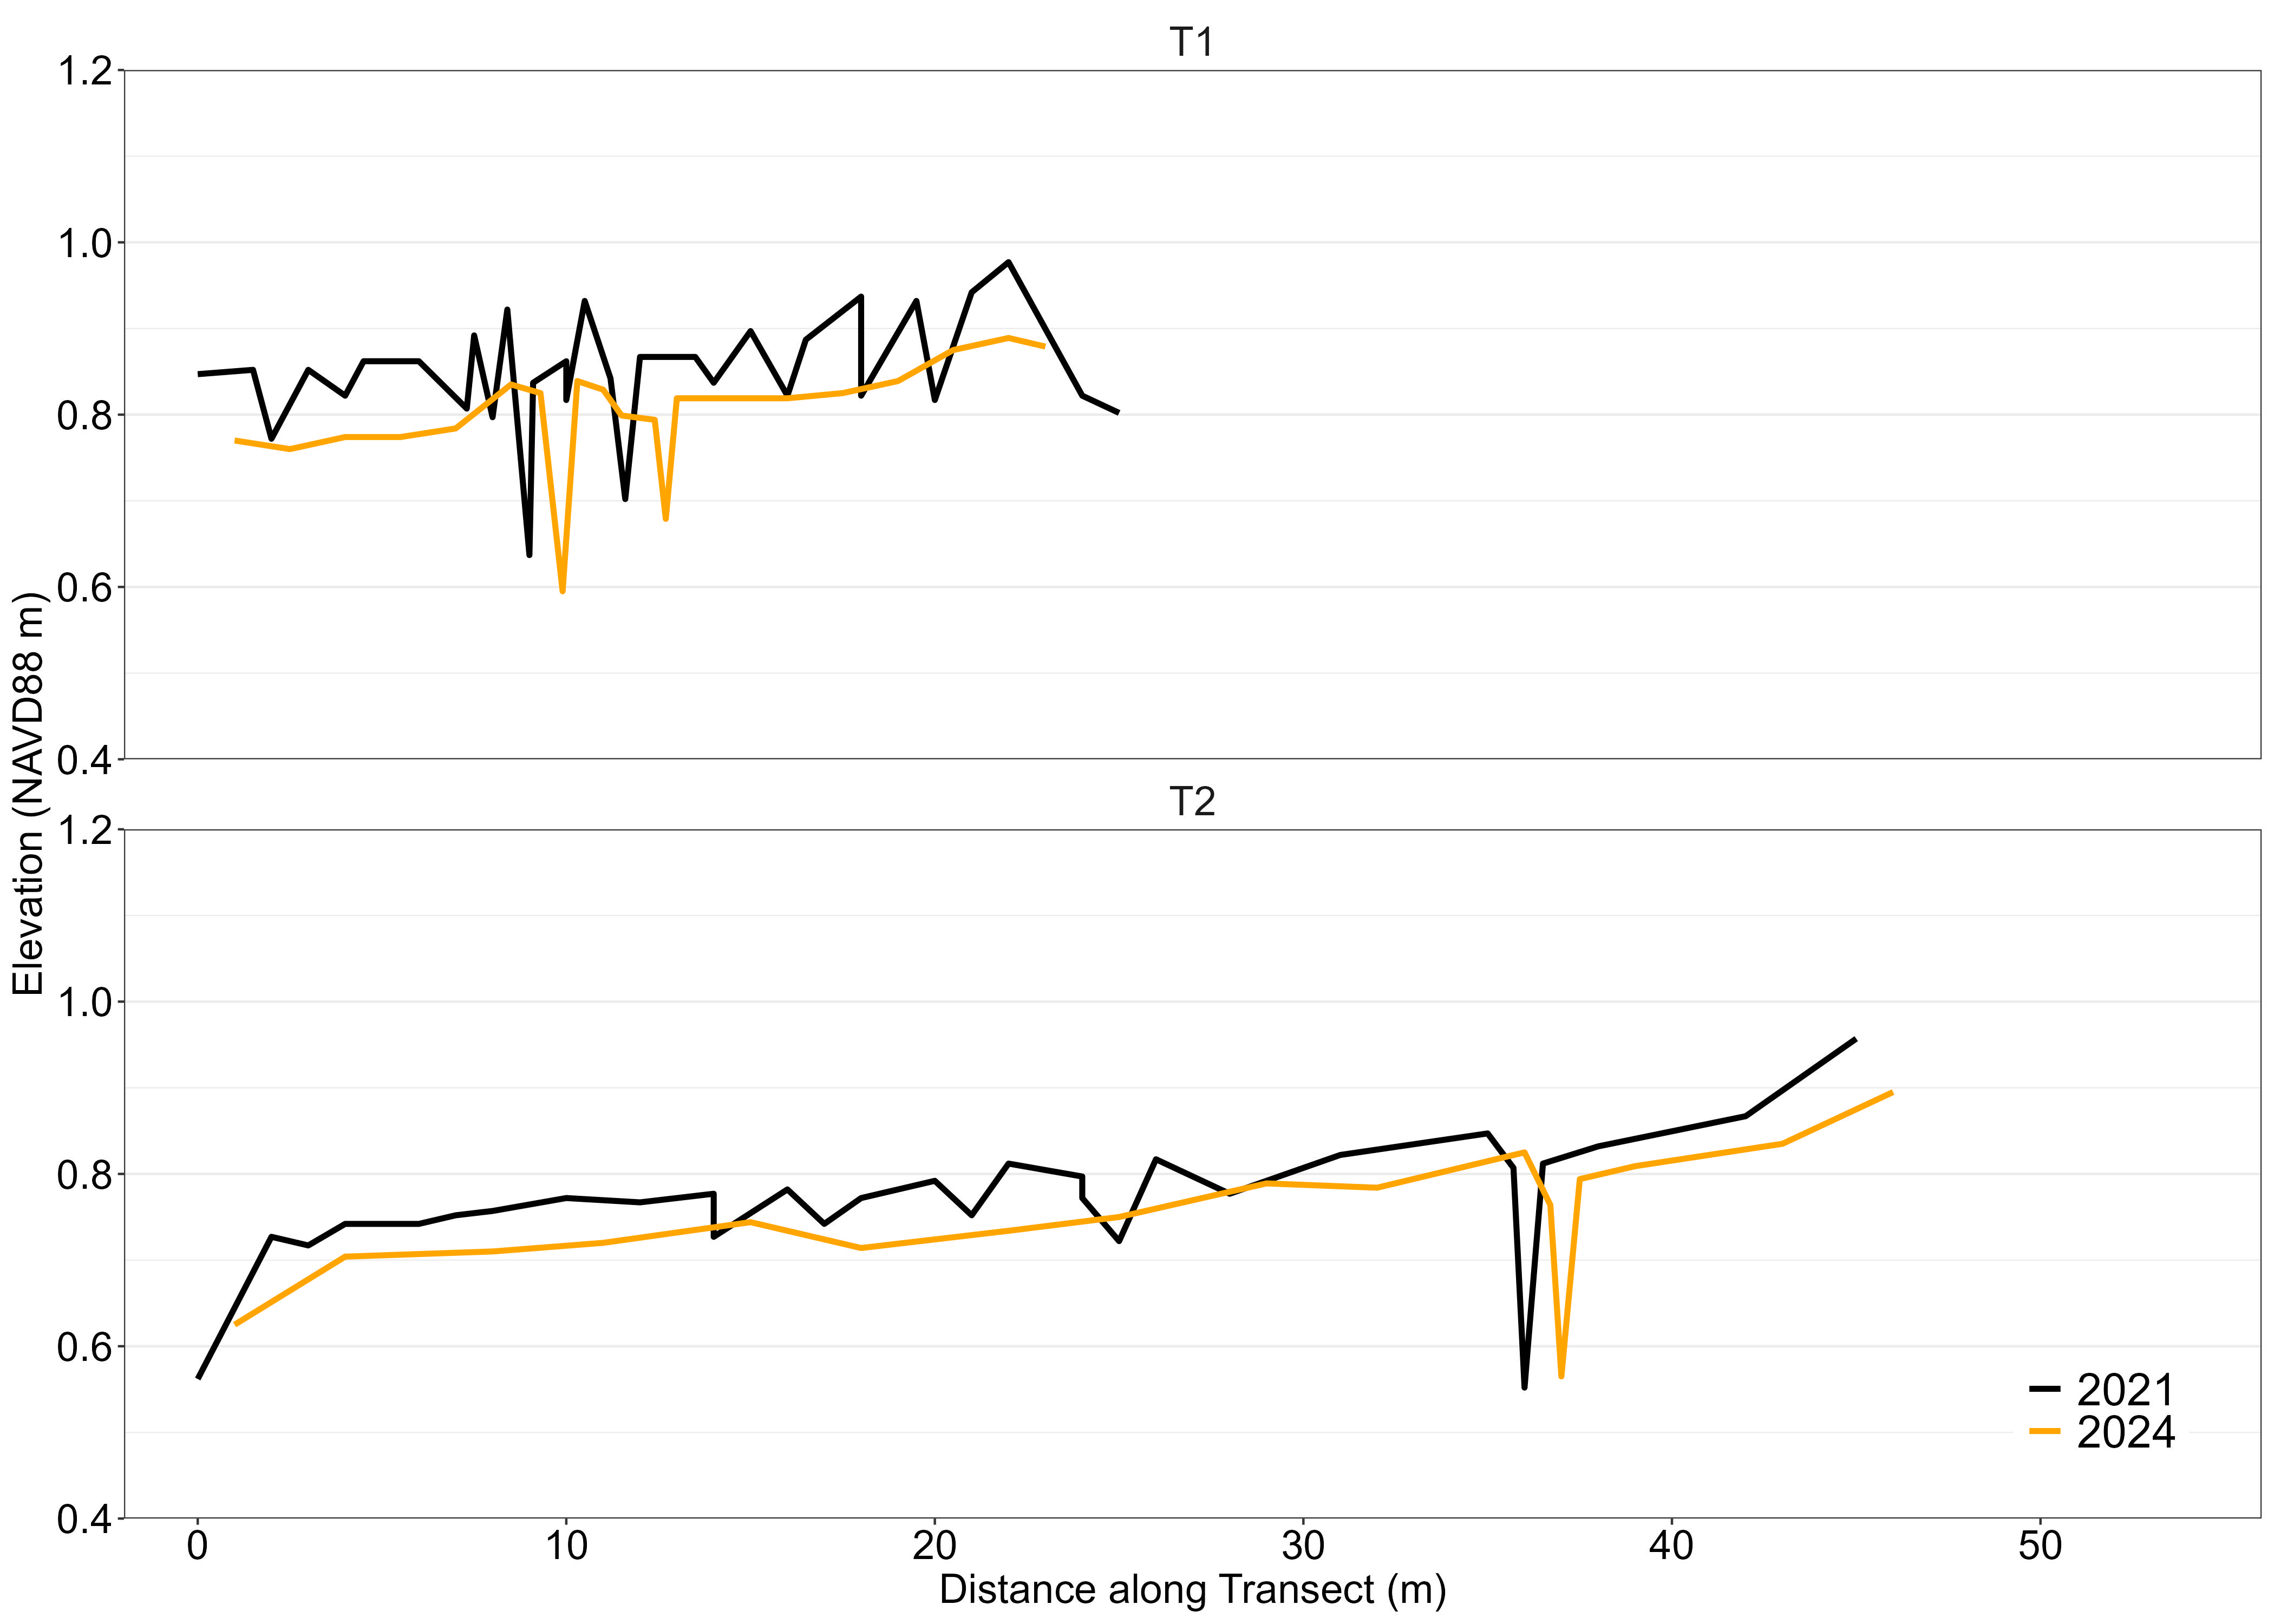 T1
1.2
1.0
0.8
0.6
0.4
Elevation (NAVD88 m)
T2
1.2
1.0
0.8
0.6
0.4
2021
2024
0 10 20 30 40 50
Distance along Transect (m)